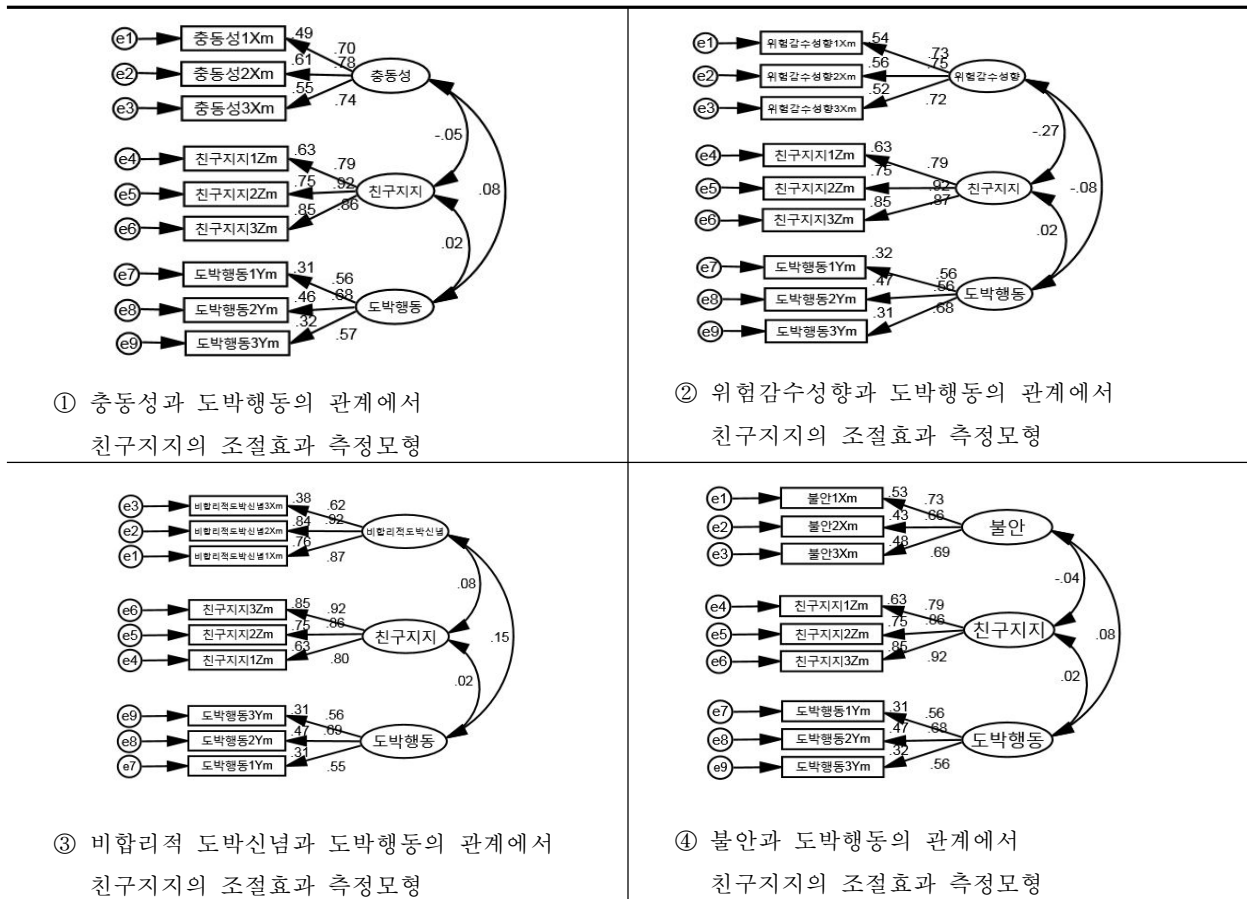 e1 충동성1Xm .49 .70
e2 충동성2Xm .61 .78 충동성
e3 충동성3Xm .55 .74
-.05
e4 친구지지1Zm .63 .79
e5 친구지지2Zm .75 .92 친구지지 .08
e6 친구지지3Zm .85 .86
.02
e7 도박행동1Ym .31 .56
e8 도박행동2Ym .46 .68 도박행동
e9 도박행동3Ym .32 .57
① 충동성과 도박행동의 관계에서
친구지지의 조절효과 측정모형
e1 위험감수성향1Xm .54 .73
e2 위험감수성향2Xm .56 .75 위험감수성향
e3 위험감수성향3Xm .52 .72
-.27
e4 친구지지1Zm .63 .79
e5 친구지지2Zm .75 .92 친구지지 -.08
e6 친구지지3Zm .85 .87
.02
e7 도박행동1Ym .32 .56
e8 도박행동2Ym .47 .56 도박행동
e9 도박행동3Ym .31 .68
② 위험감수성향과 도박행동의 관계에서
친구지지의 조절효과 측정모형
e3 비합리적도박신념3Xm .38 .62
e2 비합리적도박신념2Xm .84 .92 비합리적도박신념
e1 비합리적도박신념1Xm .76 .87
.08
e6 친구지지3Zm .85 .92
e5 친구지지2Zm .75 .86 친구지지 .15
e4 친구지지1Zm .63 .80
.02
e9 도박행동3Ym .31 .56
e8 도박행동2Ym .47 .69 도박행동
e7 도박행동1Ym .31 .55
③ 비합리적 도박신념과 도박행동의 관계에서
친구지지의 조절효과 측정모형
e1 불안1Xm .53 .73
e2 불안2Xm .43 .66 불안
e3 불안3Xm .48 .69
-.04
e4 친구지지1Zm .63 .79
e5 친구지지2Zm .75 .86 친구지지 .08
e6 친구지지3Zm .85 .92
.02
e7 도박행동1Ym .31 .56
e8 도박행동2Ym .47 .68 도박행동
e9 도박행동3Ym .32 .56
④ 불안과 도박행동의 관계에서
친구지지의 조절효과 측정모형